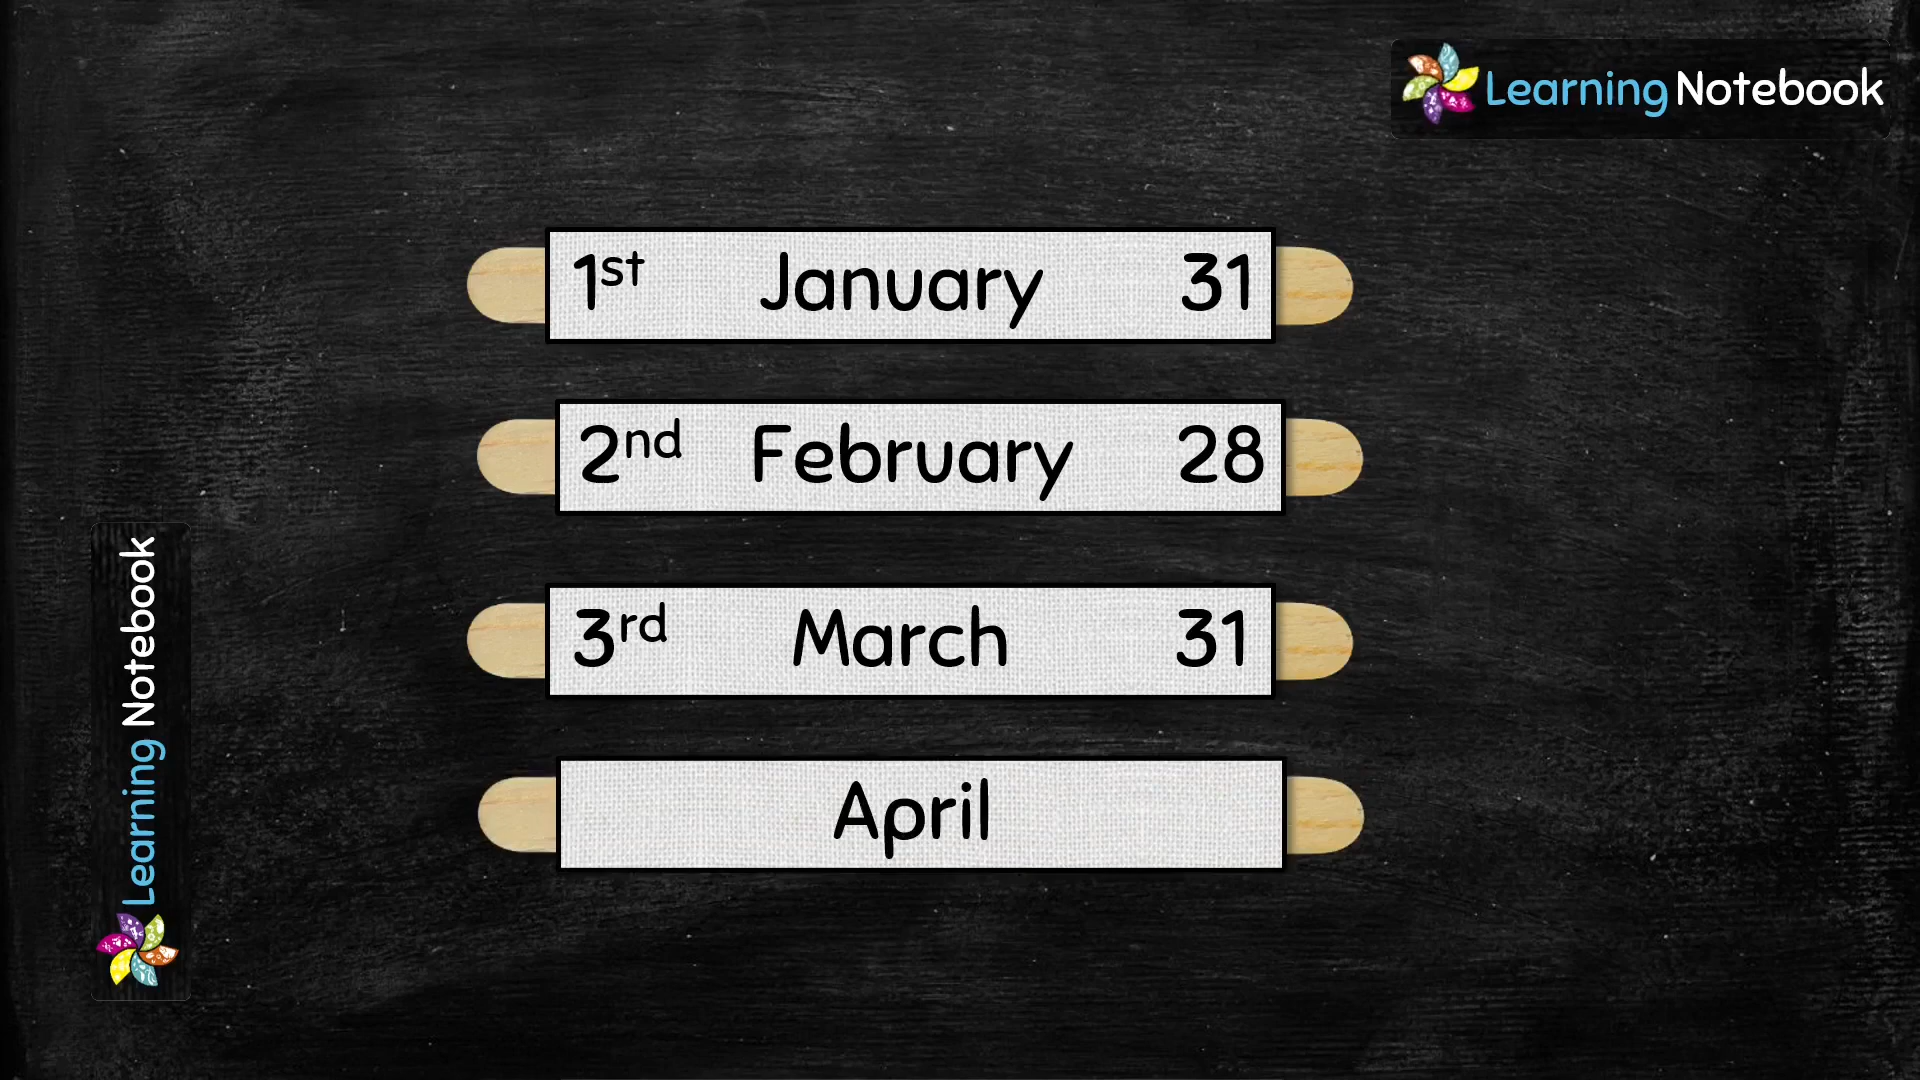 Learning Notebook
1st January 31
2nd February 28
3rd March 31
April
Learning Notebook